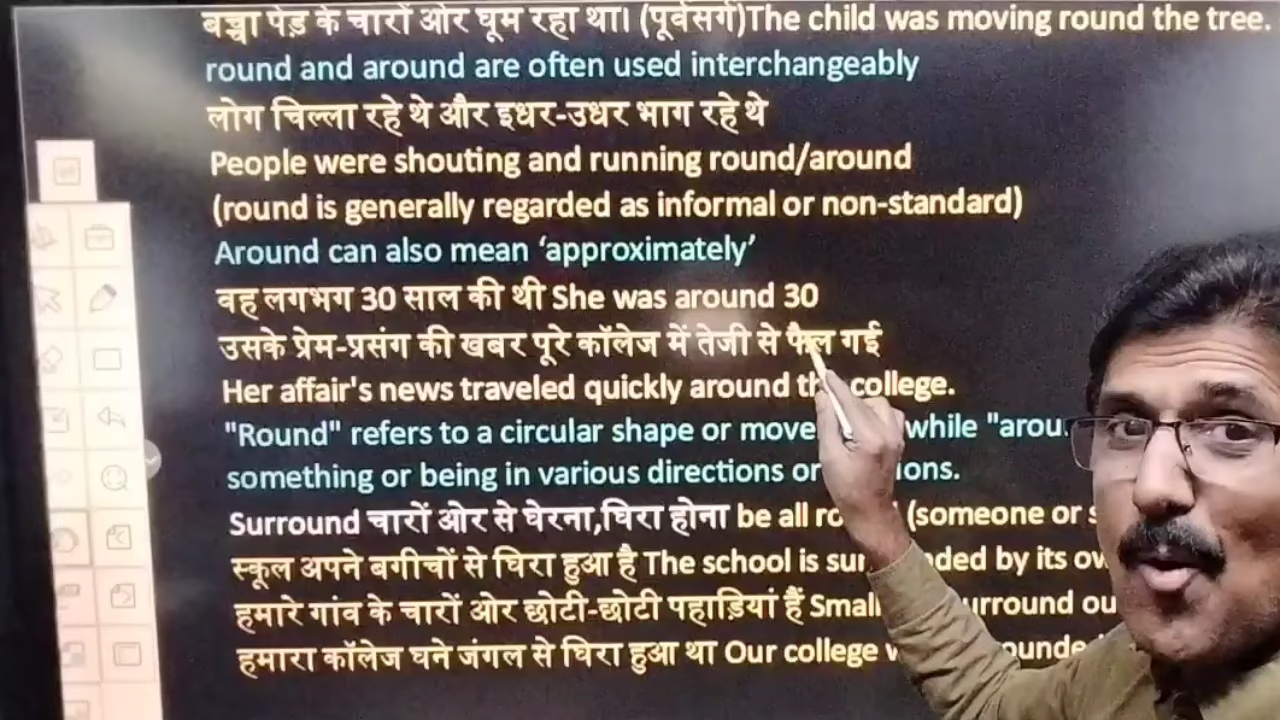 बच्चा पेड़ के चारों ओर घूम रहा था। (पूर्वसर्ग)The child was moving round the tree.
round and around are often used interchangeably
लोग चिल्ला रहे थे और इधर-उधर भाग रहे थे
People were shouting and running round/around
(round is generally regarded as informal or non-standard)
Around can also mean ‘approximately’
वह लगभग 30 साल की थी She was around 30
उसके प्रेम-प्रसंग की खबर पूरे कॉलेज में तेजी से फैल गई
Her affair's news traveled quickly around the college.
"Round" refers to a circular shape or while
something or being in various directions or
Surround चारों ओर से घेरना,घिरा होना be all (someone or
स्कूल अपने बगीचों से घिरा हुआ है The school is by its
हमारे गांव के चारों ओर छोटी-छोटी पहाड़ियां हैं Small
हमारा कॉलेज घने जंगल से घिरा हुआ था Our college